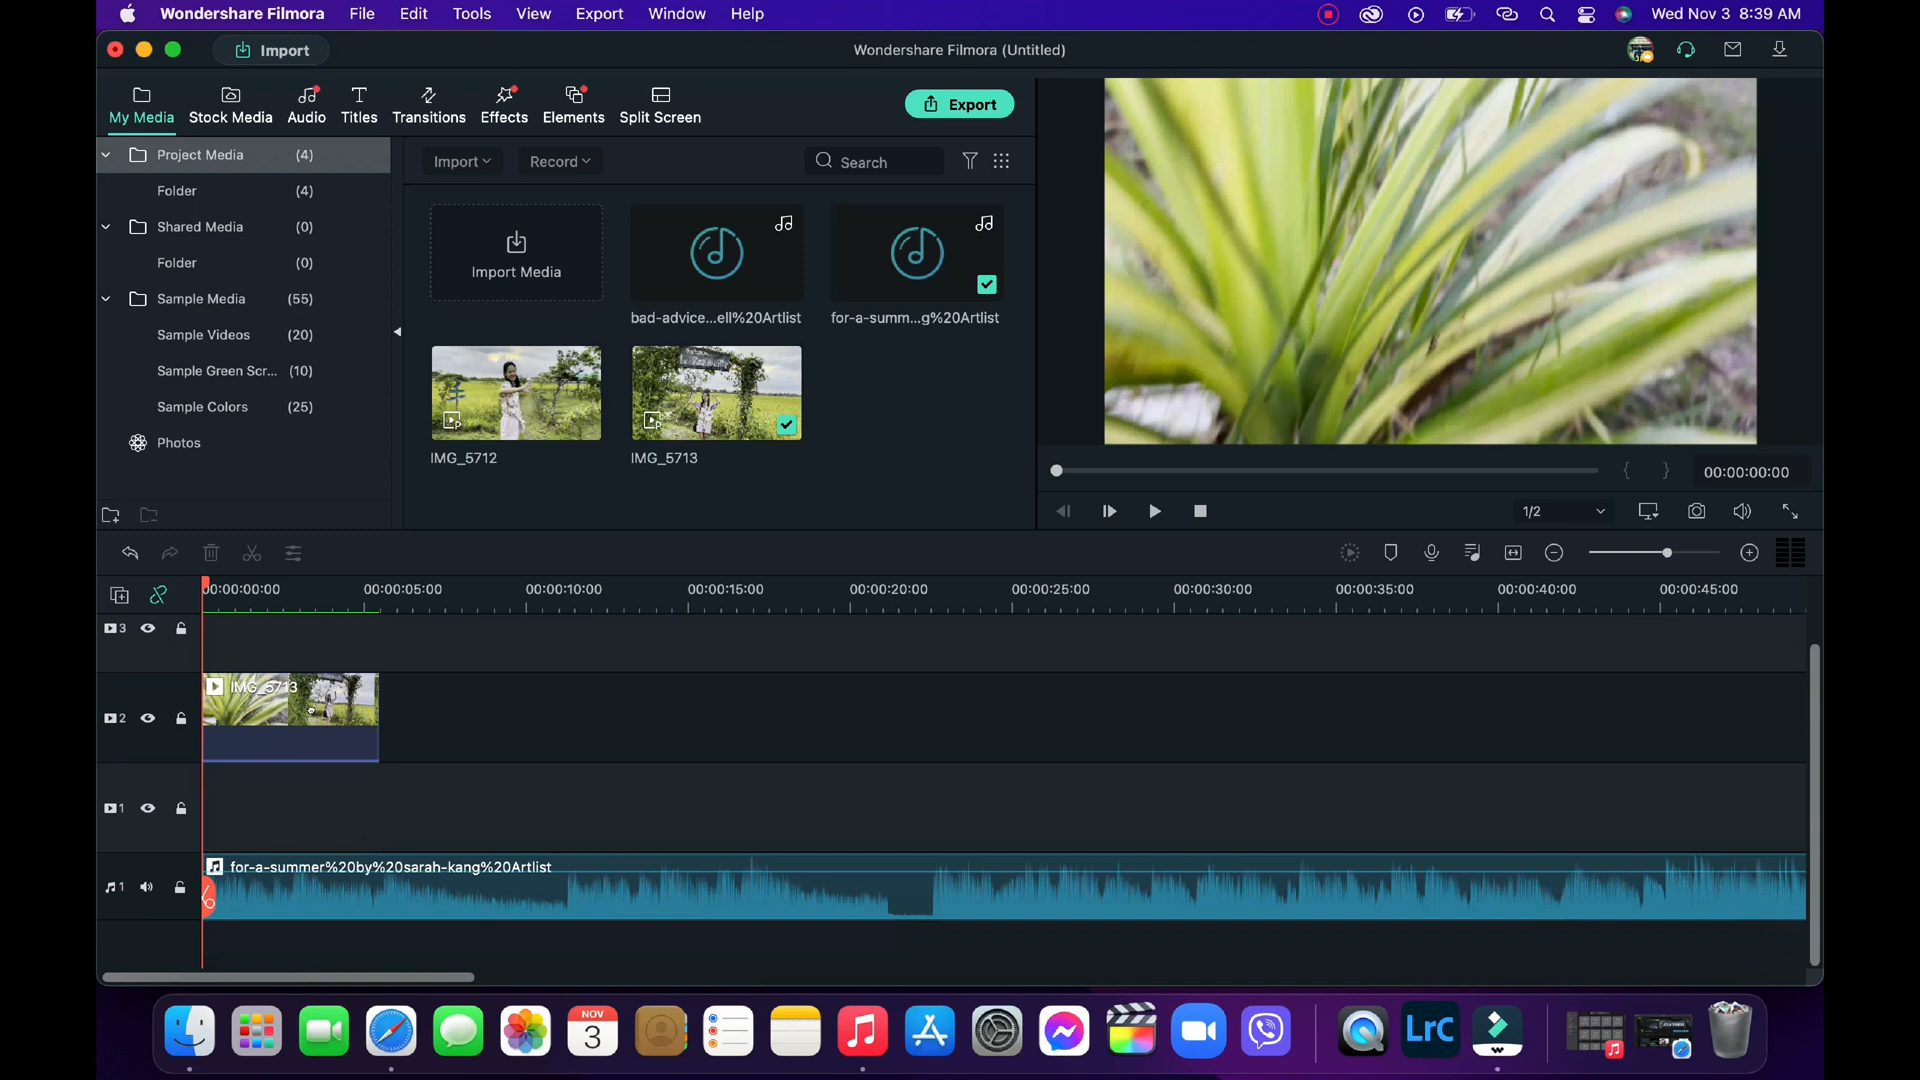 Wondershare Filmora File Edit Tools View Export Window Help Wed Nov 3 8:39 AM
Import
Wondershare Filmora (Untitled)
My Media Stock Media Audio Titles Transitions Effects Elements Split Screen
Export
Project Media (4)
Folder (4)
Shared Media (0)
Folder (0)
Sample Media (55)
Sample Videos (20)
Sample Green Scr... (10)
Sample Colors (25)
Photos
Import Record Search
Import Media
bad-advice...ell%20Artlist
for-a-summ...g%20Artlist
IMG_5712
IMG_5713
00:00:00:00
1/2
00:00:00:00 00:00:05:00 00:00:10:00 00:00:15:00 00:00:20:00 00:00:25:00 00:00:30:00 00:00:35:00 00:00:40:00 00:00:45:00
3
IMG_5713
2
1
for-a-summer%20by%20sarah-kang%20Artlist
1
NOV
3
LrC